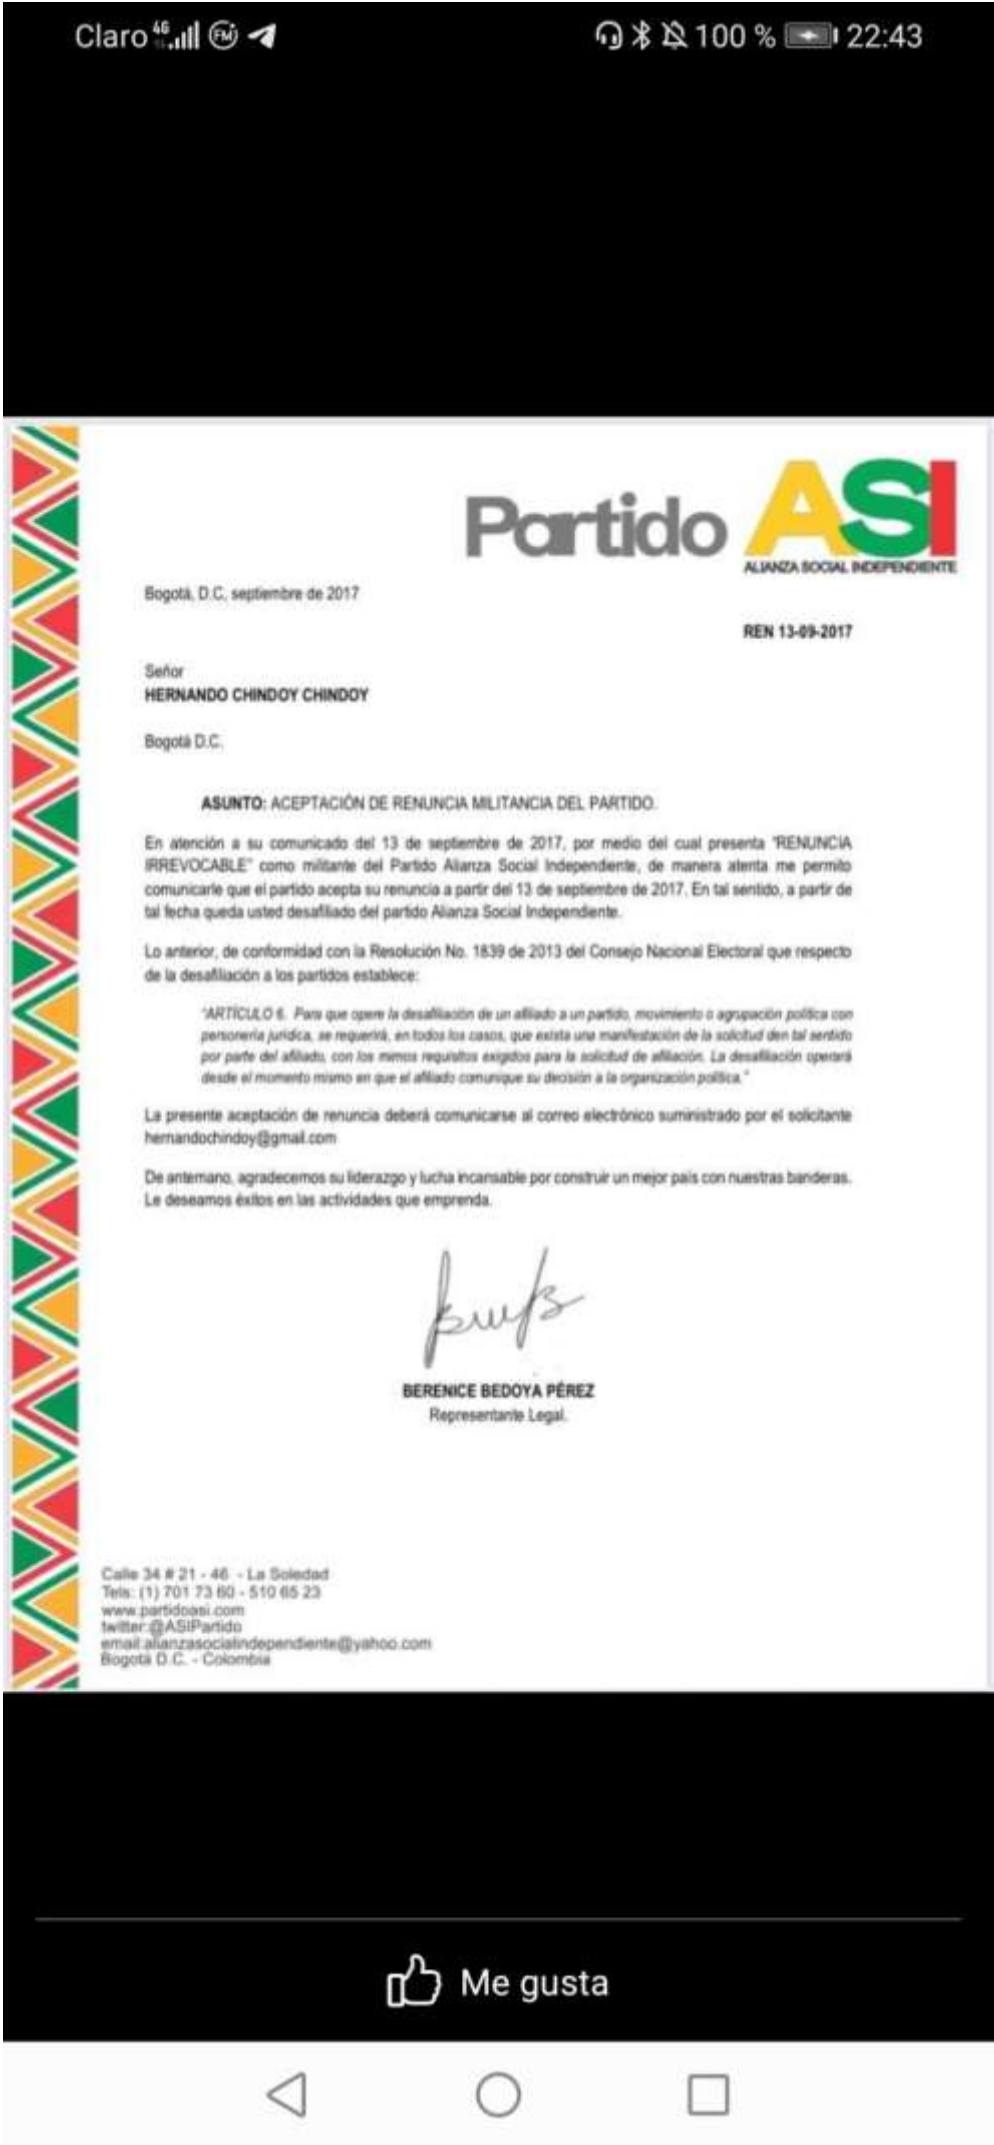 Claro 4G FM 100 % 22:43
Partido ASI
ALIANZA SOCIAL INDEPENDIENTE
Bogotá, D.C, septiembre de 2017
REN 13-09-2017
Señor
HERNANDO CHINDOY CHINDOY
Bogotá D.C.
ASUNTO: ACEPTACIÓN DE RENUNCIA MILITANCIA DEL PARTIDO.
En atención a su comunicado del 13 de septiembre de 2017, por medio del cual presenta "RENUNCIA
IRREVOCABLE" como militante del Partido Alianza Social Independiente, de manera atenta me permito
comunicarle que el partido acepta su renuncia a partir del 13 de septiembre de 2017. En tal sentido, a partir de
tal fecha queda usted desafiliado del partido Alianza Social Independiente.
Lo anterior, de conformidad con la Resolución No. 1839 de 2013 del Consejo Nacional Electoral que respecto
de la desafiliación a los partidos establece:
"ARTÍCULO 6. Para que opere la desafiliación de un afiliado a un partido, movimiento o agrupación política con
personería jurídica, se requerirá, en todos los casos, que exista una manifestación de la solicitud den tal sentido
por parte del afiliado, con los mimos requisitos exigidos para la solicitud de afiliación. La desafiliación operará
desde el momento mismo en que el afiliado comunique su decisión a la organización política."
La presente aceptación de renuncia deberá comunicarse al correo electrónico suministrado por el solicitante
hernandochindoy@gmail.com
De antemano, agradecemos su liderazgo y lucha incansable por construir un mejor país con nuestras banderas.
Le deseamos éxitos en las actividades que emprenda.
BERENICE BEDOYA PÉREZ
Representante Legal.
Calle 34 # 21 - 46 - La Soledad
Tels: (1) 701 73 60 - 510 65 23
www.partidoasi.com
twitter:@ASIPartido
email:alianzasocialindependiente@yahoo.com
Bogotá D.C. - Colombia
Me gusta